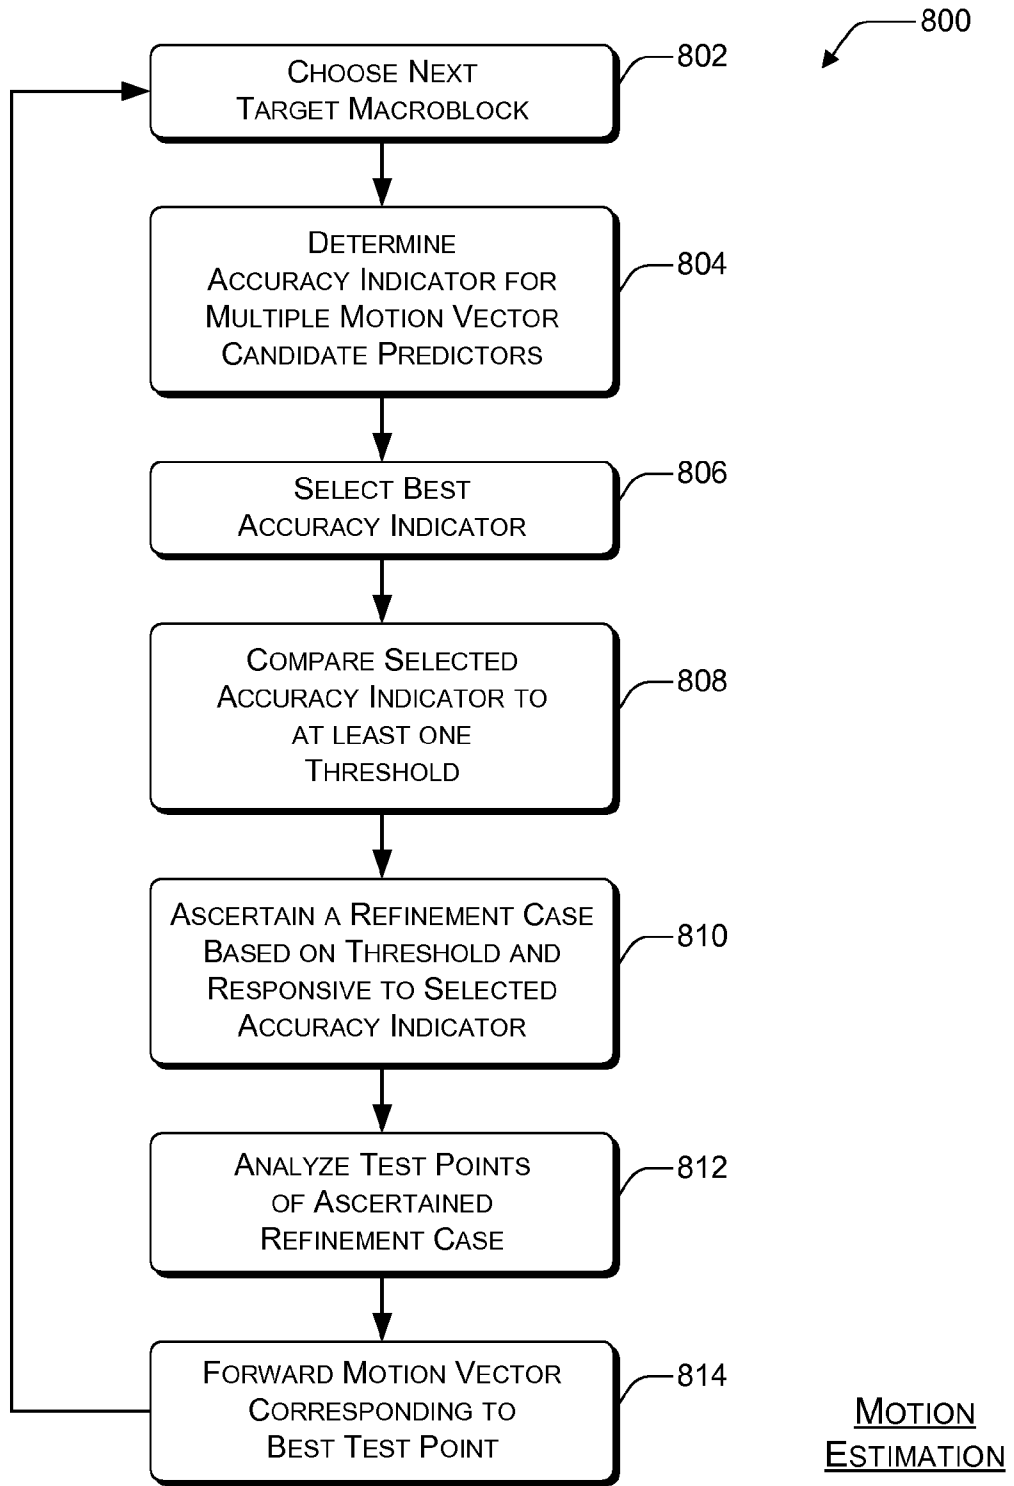 800
CHOOSE NEXT
TARGET MACROBLOCK
802
DETERMINE
ACCURACY INDICATOR FOR
MULTIPLE MOTION VECTOR
CANDIDATE PREDICTORS
804
SELECT BEST
ACCURACY INDICATOR
806
COMPARE SELECTED
ACCURACY INDICATOR TO
AT LEAST ONE
THRESHOLD
808
ASCERTAIN A REFINEMENT CASE
BASED ON THRESHOLD AND
RESPONSIVE TO SELECTED
ACCURACY INDICATOR
810
ANALYZE TEST POINTS
OF ASCERTAINED
REFINEMENT CASE
812
FORWARD MOTION VECTOR
CORRESPONDING TO
BEST TEST POINT
814
MOTION
ESTIMATION